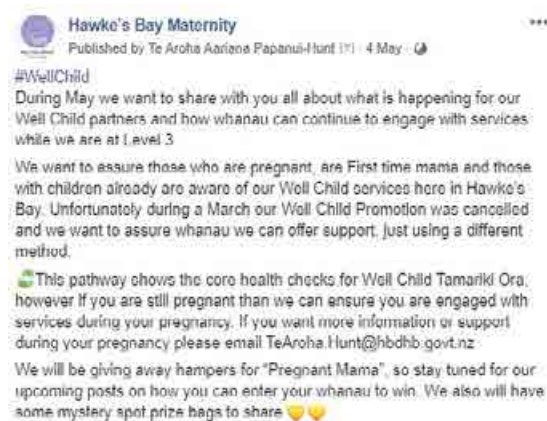 Hawke's Bay Maternity
Published by Te Aroha Aariana Papanui-Hunt [?] · 4 May ·
#WellChild
During May we want to share with you all about what is happening for our
Well Child partners and how whanau can continue to engage with services
while we are at Level 3
We want to assure those who are pregnant, are First time mama and those
with children already are aware of our Well Child services here in Hawke's
Bay. Unfortunately during a March our Well Child Promotion was cancelled
and we want to assure whanau we can offer support, just using a different
method.
This pathway shows the core health checks for Well Child Tamariki Ora,
however if you are still pregnant than we can ensure you are engaged with
services during your pregnancy. If you want more information or support
during your pregnancy please email TeAroha.Hunt@hbdhb.govt.nz
We will be giving away hampers for "Pregnant Mama", so stay tuned for our
upcoming posts on how you can enter your whanau to win. We also will have
some mystery spot prize bags to share 💛💛